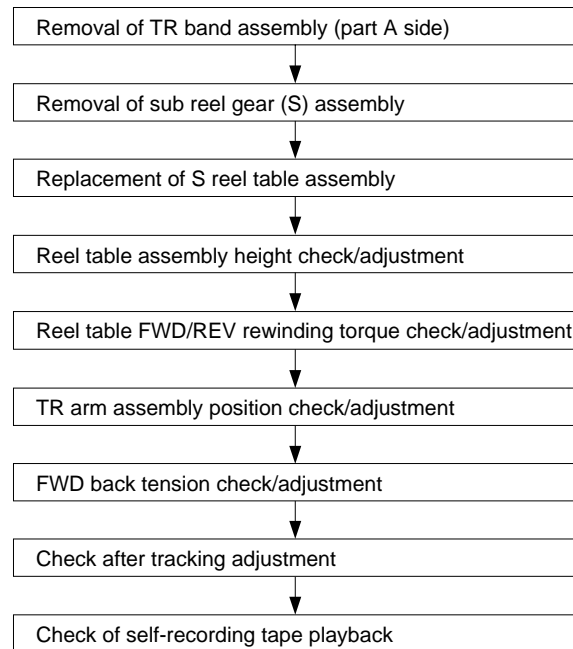 Removal of TR band assembly (part A side)
Removal of sub reel gear (S) assembly
Replacement of S reel table assembly
Reel table assembly height check/adjustment
Reel table FWD/REV rewinding torque check/adjustment
TR arm assembly position check/adjustment
FWD back tension check/adjustment
Check after tracking adjustment
Check of self-recording tape playback